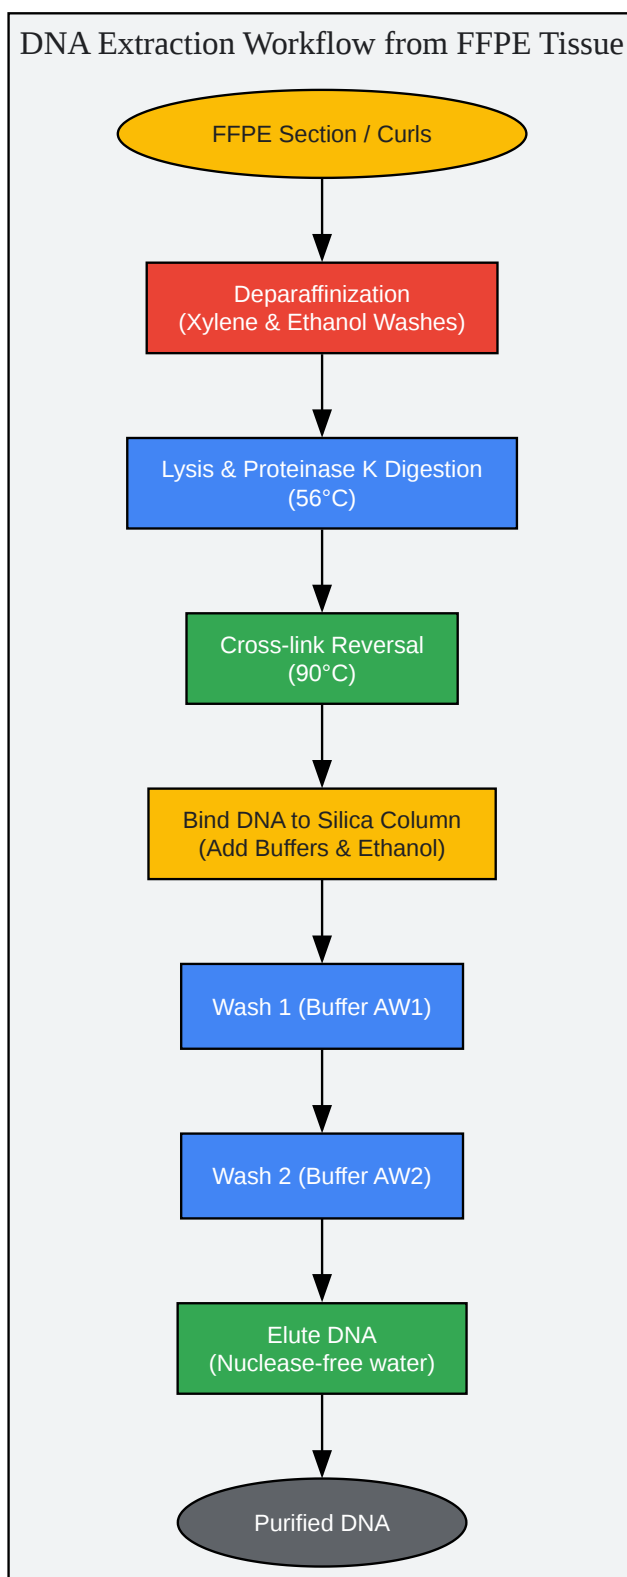 DNA Extraction Workflow from FFPE Tissue
FFPE Section / Curls
Deparaffinization
(Xylene & Ethanol Washes)
Lysis & Proteinase K Digestion
(56°C)
Cross-link Reversal
(90°C)
Bind DNA to Silica Column
(Add Buffers & Ethanol)
Wash 1 (Buffer AW1)
Wash 2 (Buffer AW2)
Elute DNA
(Nuclease-free water)
Purified DNA